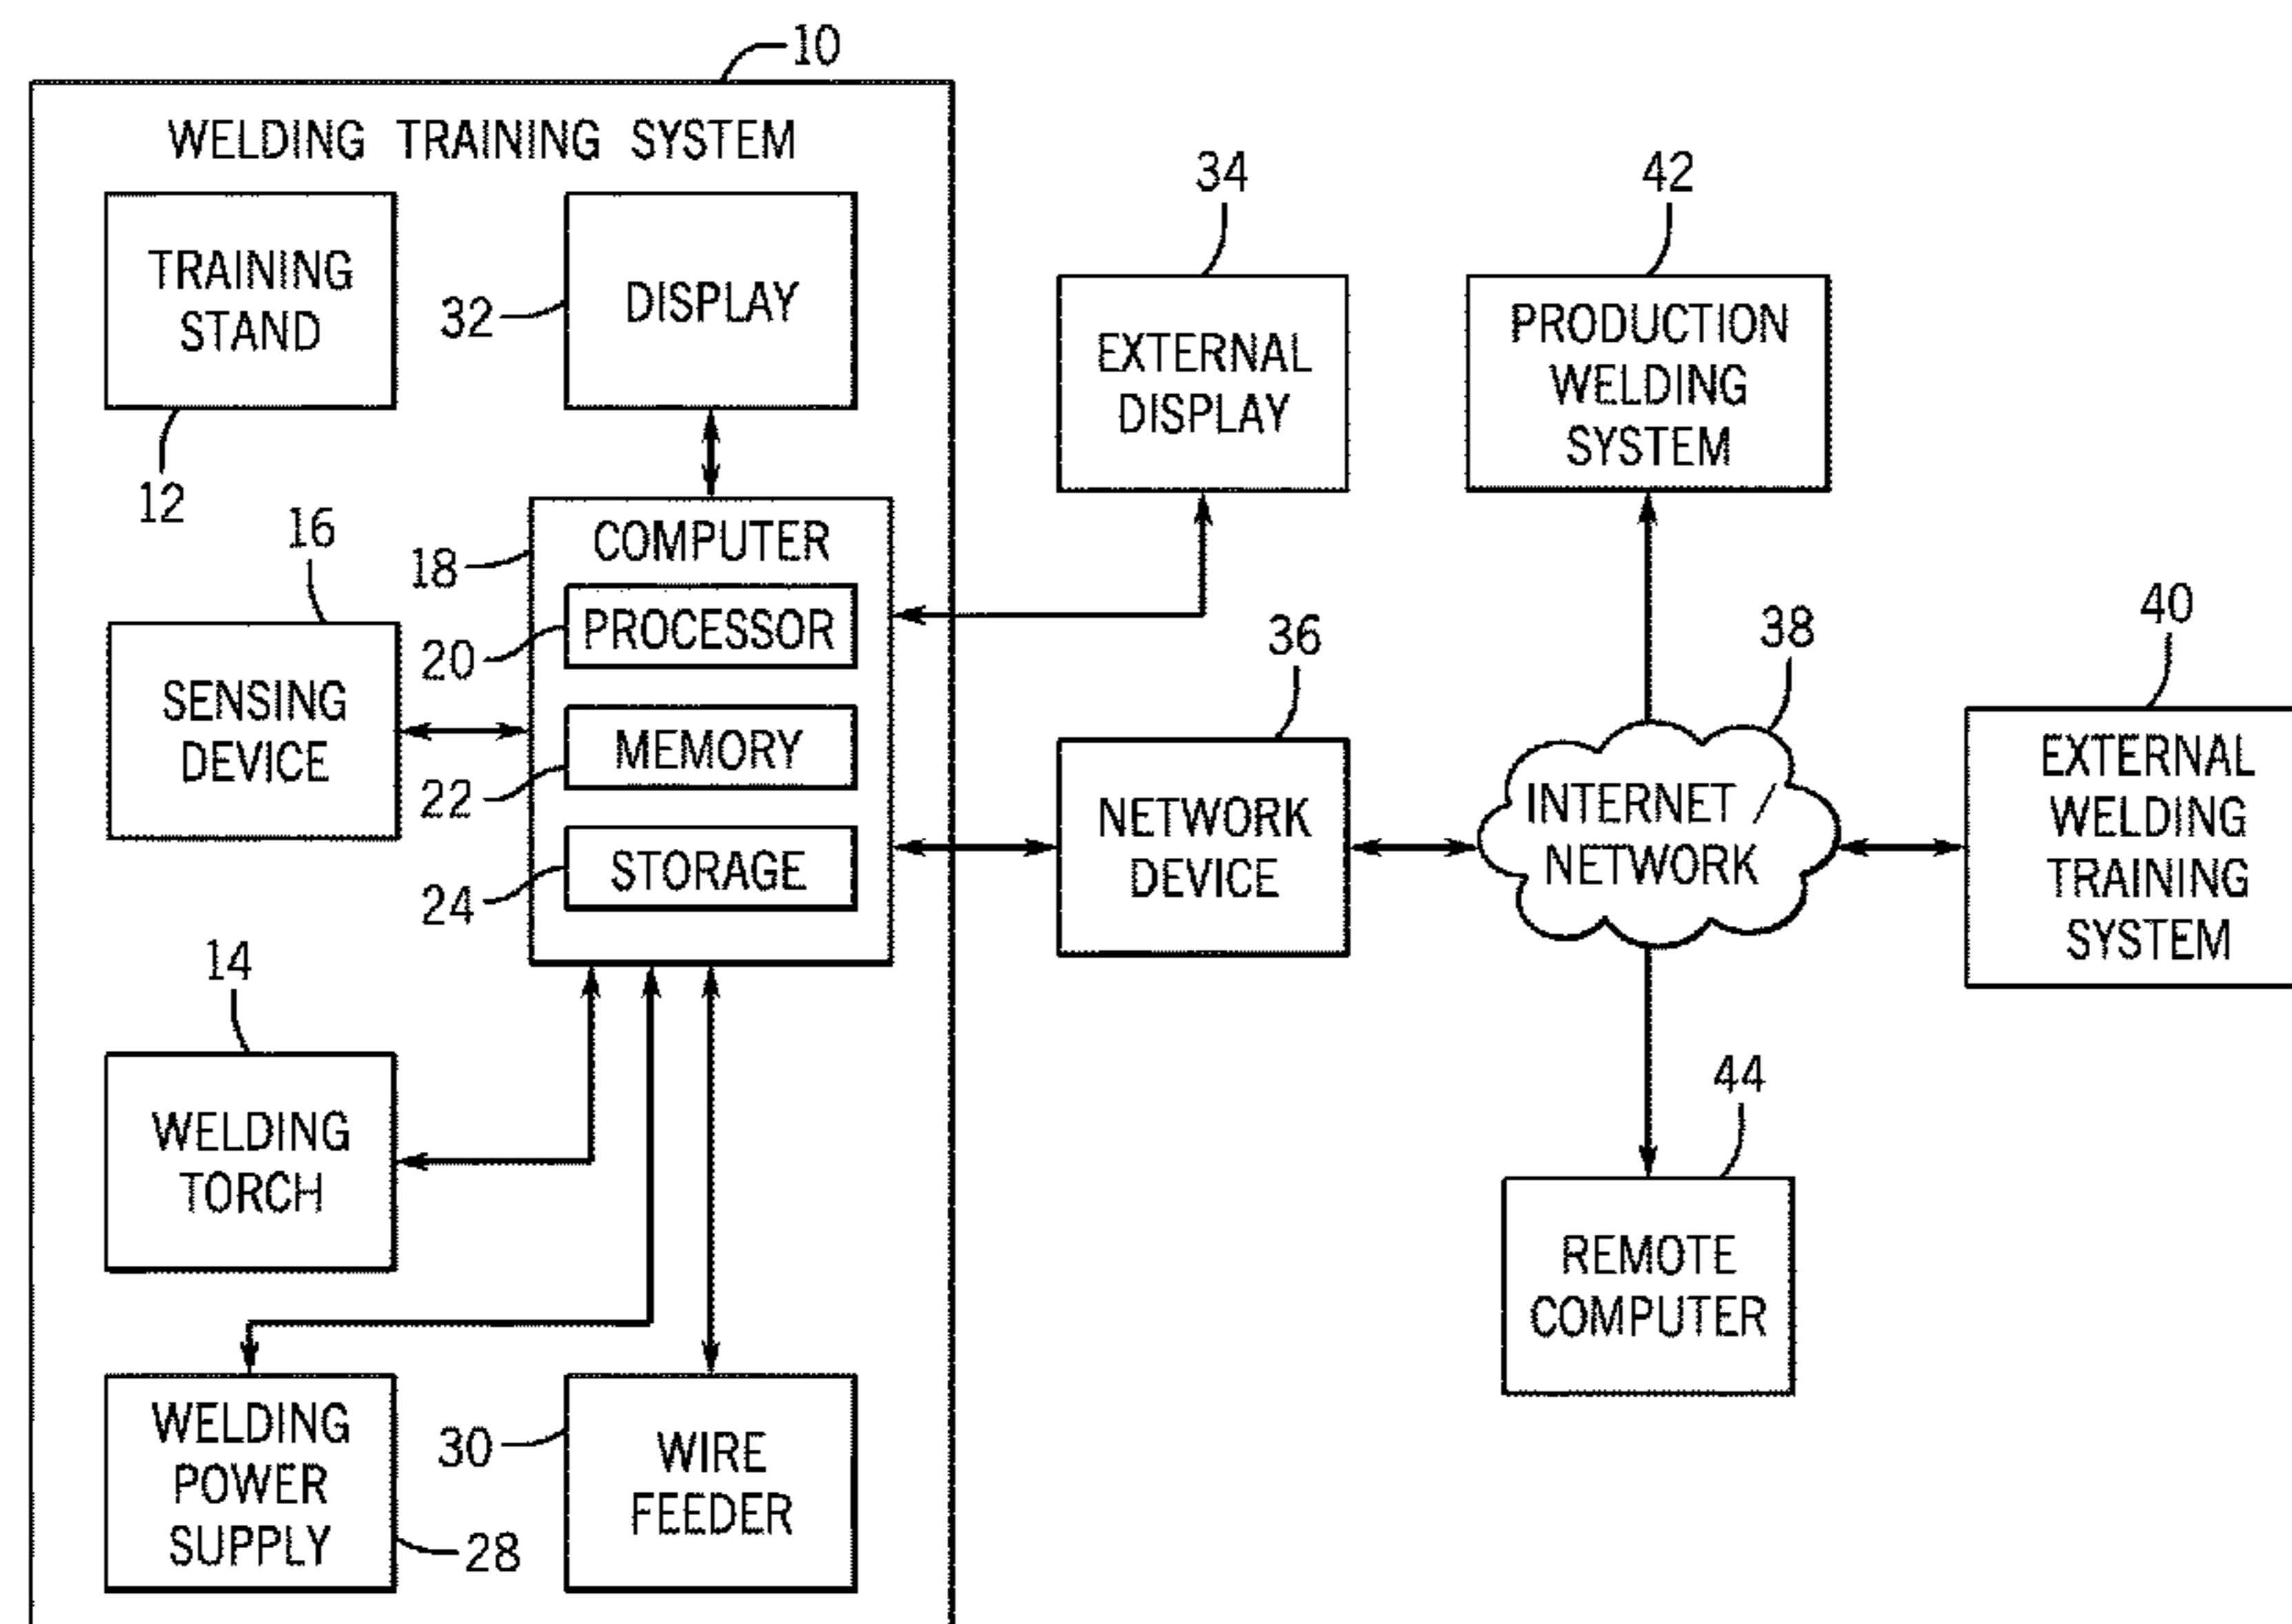 10
WELDING TRAINING SYSTEM
TRAINING
STAND
12
DISPLAY
32
16
SENSING
DEVICE
18
COMPUTER
PROCESSOR
20
MEMORY
22
STORAGE
24
14
WELDING
TORCH
WELDING
POWER
SUPPLY
28
30
WIRE
FEEDER
34
EXTERNAL
DISPLAY
36
NETWORK
DEVICE
42
PRODUCTION
WELDING
SYSTEM
38
INTERNET /
NETWORK
40
EXTERNAL
WELDING
TRAINING
SYSTEM
44
REMOTE
COMPUTER